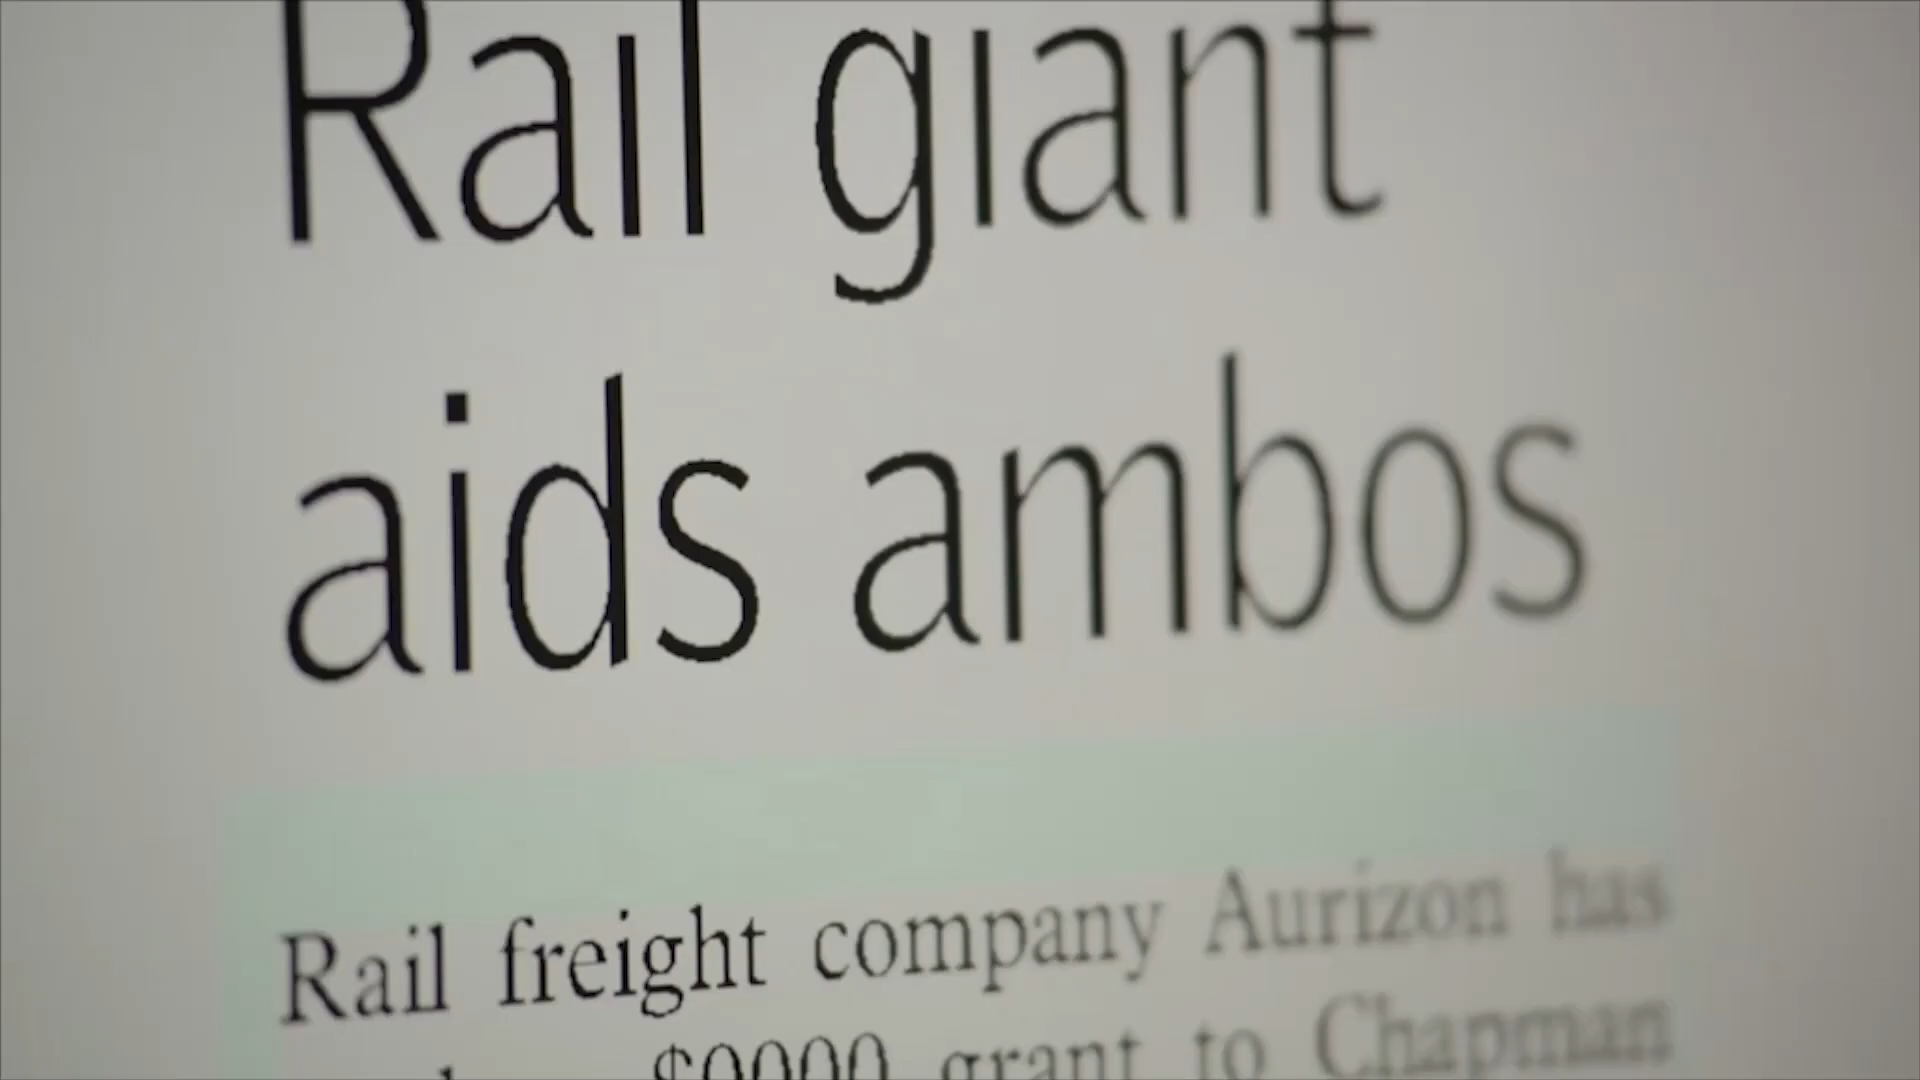 Rail giant
aids ambos
Rail freight company Aurizon has
grant to Chapman